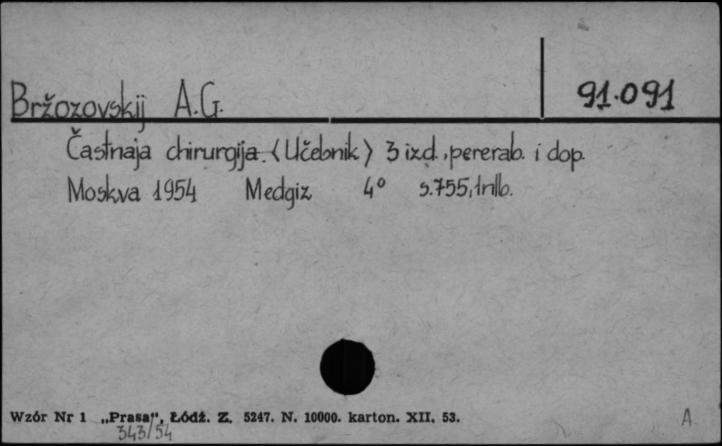 91.091
Bržozovskij A.G.
Častnaja chirurgija. <Učebnik> 3 izd., pererab. i dop.
Moskva 1954 Medgiz 4° s.755, 1nlb.
Wzór Nr 1 „Prasa", Łódź. Z. 5247. N. 10000. karton. XII. 53.
343/54
A.